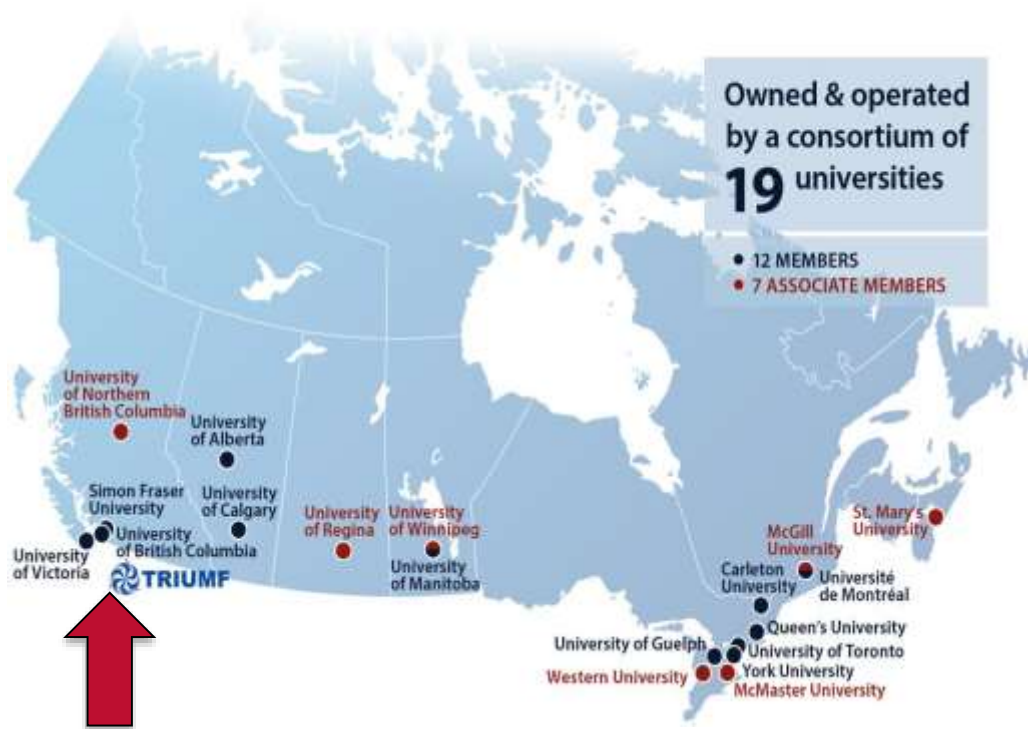 Owned & operated
by a consortium of
19 universities
• 12 MEMBERS
• 7 ASSOCIATE MEMBERS
University
of Northern
British Columbia
University
of Alberta
Simon Fraser
University
University
of Calgary
University
of British Columbia
University
of Victoria
TRIUMF
University
of Regina
University
of Winnipeg
University
of Manitoba
St. Mary's
University
McGill
University
Carleton
University
Université
de Montréal
Queen's University
University of Guelph
University of Toronto
York University
Western University
McMaster University